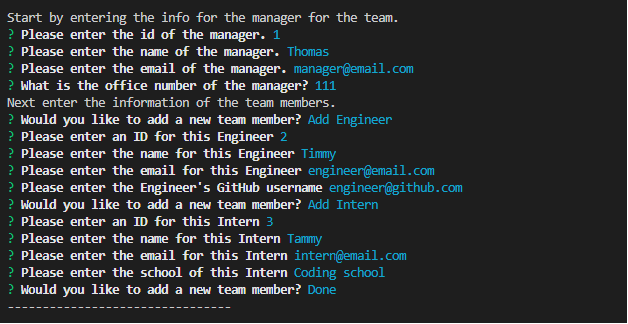 Start by entering the info for the manager for the team.
? Please enter the id of the manager. 1
? Please enter the name of the manager. Thomas
? Please enter the email of the manager. manager@email.com
? What is the office number of the manager? 111
Next enter the information of the team members.
? Would you like to add a new team member? Add Engineer
? Please enter an ID for this Engineer 2
? Please enter the name for this Engineer Timmy
? Please enter the email for this Engineer engineer@email.com
? Please enter the Engineer's GitHub username engineer@github.com
? Would you like to add a new team member? Add Intern
? Please enter an ID for this Intern 3
? Please enter the name for this Intern Tammy
? Please enter the email for this Intern intern@email.com
? Please enter the school of this Intern Coding school
? Would you like to add a new team member? Done
--------------------------------